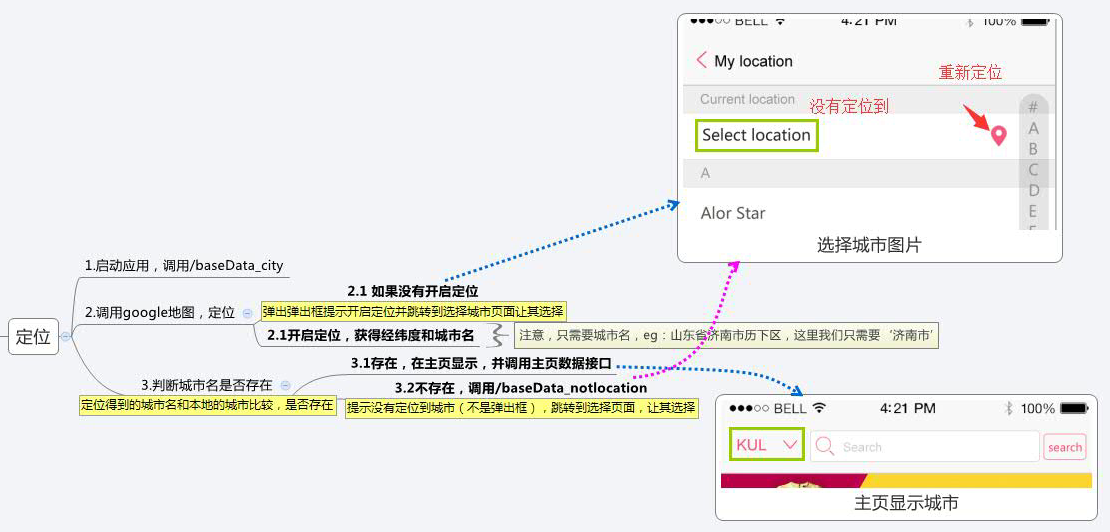 BELL
4:21 PM
100%
My location
重新定位
Current location
没有定位到
Select location
#
A
B
C
D
E
A
Alor Star
选择城市图片
定位
1.启动应用，调用/baseData_city
2.调用google地图，定位
2.1 如果没有开启定位
弹出弹出框提示开启定位并跳转到选择城市页面让其选择
2.1开启定位，获得经纬度和城市名
注意，只需要城市名，eg：山东省济南市历下区，这里我们只需要‘济南市’
3.判断城市名是否存在
定位得到的城市名和本地的城市比较，是否存在
3.1存在，在主页显示，并调用主页数据接口
3.2不存在，调用/baseData_notlocation
提示没有定位到城市（不是弹出框），跳转到选择页面，让其选择
BELL
4:21 PM
100%
KUL
Search
search
主页显示城市